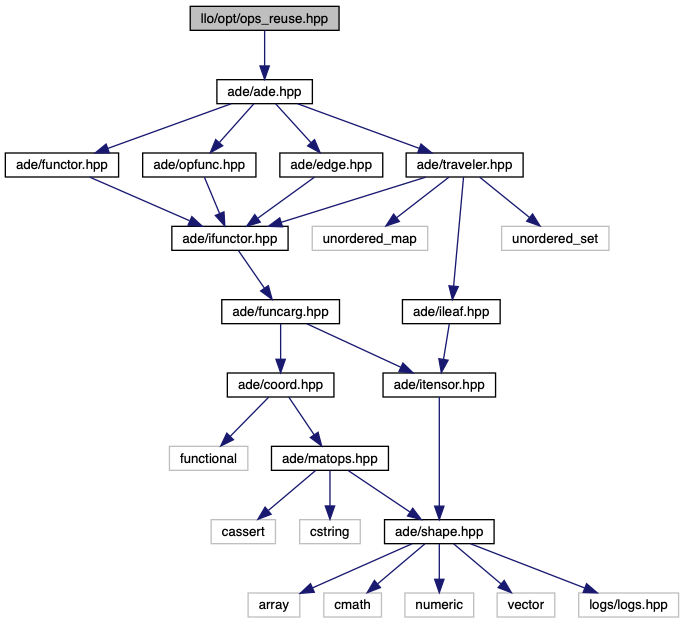 llo/opt/ops_reuse.hpp
ade/ade.hpp
ade/functor.hpp
ade/opfunc.hpp
ade/edge.hpp
ade/traveler.hpp
ade/ifunctor.hpp
unordered_map
unordered_set
ade/funcarg.hpp
ade/ileaf.hpp
ade/coord.hpp
ade/itensor.hpp
functional
ade/matops.hpp
cassert
cstring
ade/shape.hpp
array
cmath
numeric
vector
logs/logs.hpp